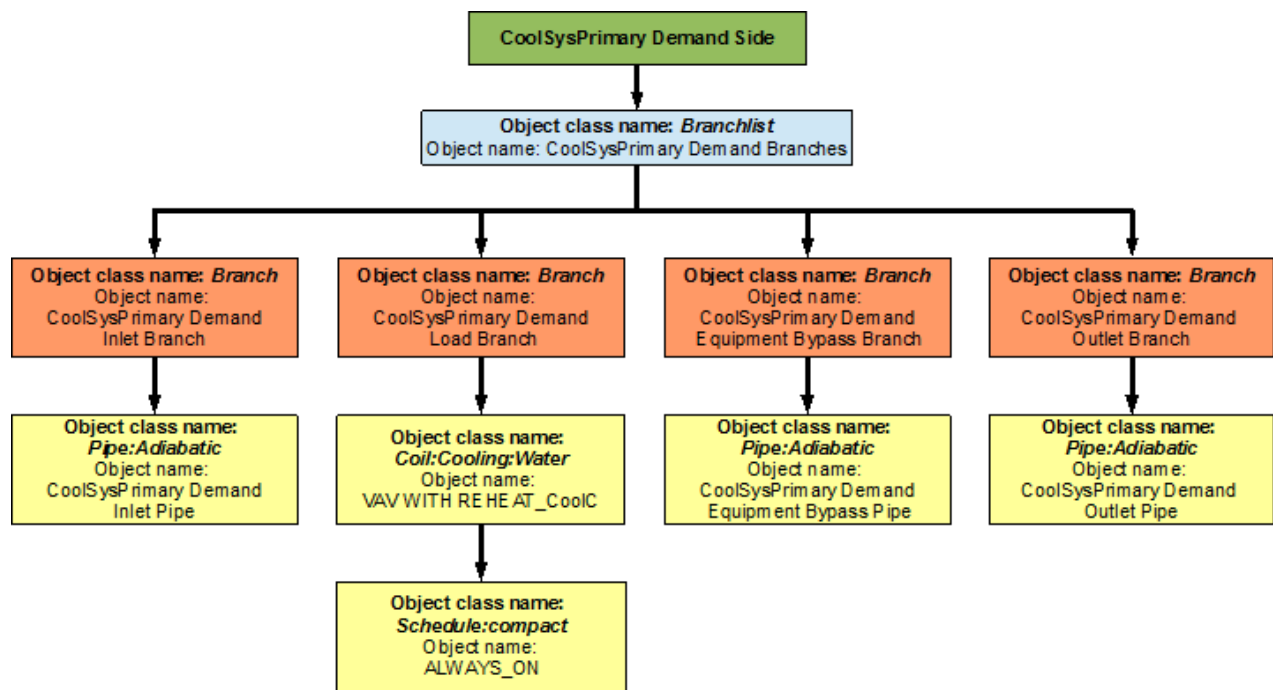 CoolSysPrimary Demand Side
Object class name: Branchlist
Object name: CoolSysPrimary Demand Branches
Object class name: Branch
Object name:
CoolSysPrimary Demand
Inlet Branch
Object class name: Branch
Object name:
CoolSysPrimary Demand
Load Branch
Object class name: Branch
Object name:
CoolSysPrimary Demand
Equipment Bypass Branch
Object class name: Branch
Object name:
CoolSysPrimary Demand
Outlet Branch
Object class name:
Pipe:Adiabatic
Object name:
CoolSysPrimary Demand
Inlet Pipe
Object class name:
Coil:Cooling:Water
Object name:
VAV WITH REHEAT_CoolC
Object class name:
Pipe:Adiabatic
Object name:
CoolSysPrimary Demand
Equipment Bypass Pipe
Object class name:
Pipe:Adiabatic
Object name:
CoolSysPrimary Demand
Outlet Pipe
Object class name:
Schedule:compact
Object name:
ALWAYS_ON